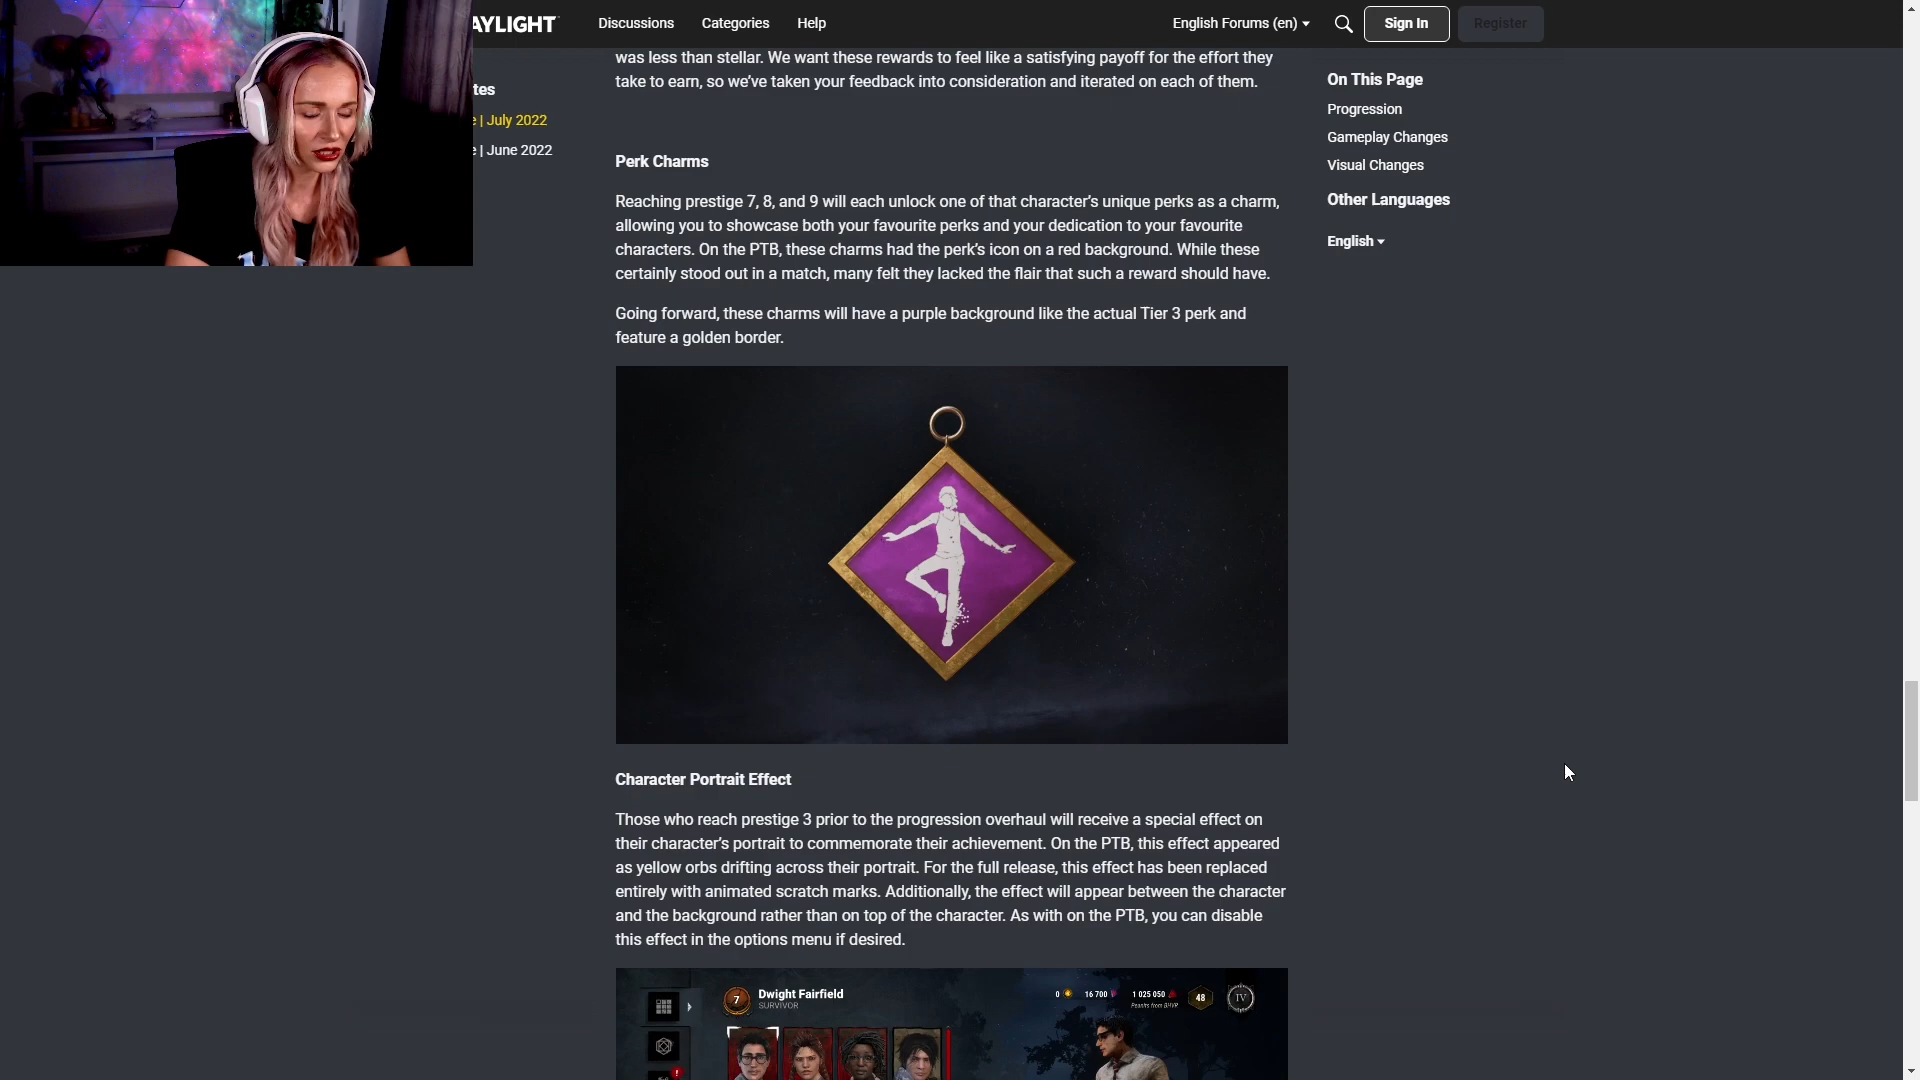 AYLIGHT
Discussions
Categories
Help
English Forums (en)
Sign In
Register
tes
e | July 2022
e | June 2022
was less than stellar. We want these rewards to feel like a satisfying payoff for the effort they
take to earn, so we’ve taken your feedback into consideration and iterated on each of them.
Perk Charms
Reaching prestige 7, 8, and 9 will each unlock one of that character’s unique perks as a charm,
allowing you to showcase both your favourite perks and your dedication to your favourite
characters. On the PTB, these charms had the perk’s icon on a red background. While these
certainly stood out in a match, many felt they lacked the flair that such a reward should have.
Going forward, these charms will have a purple background like the actual Tier 3 perk and
feature a golden border.
Character Portrait Effect
Those who reach prestige 3 prior to the progression overhaul will receive a special effect on
their character’s portrait to commemorate their achievement. On the PTB, this effect appeared
as yellow orbs drifting across their portrait. For the full release, this effect has been replaced
entirely with animated scratch marks. Additionally, the effect will appear between the character
and the background rather than on top of the character. As with on the PTB, you can disable
this effect in the options menu if desired.
7
Dwight Fairfield
SURVIVOR
0
16 700
1 025 050
Peanits from BHVR
48
IV
On This Page
Progression
Gameplay Changes
Visual Changes
Other Languages
English